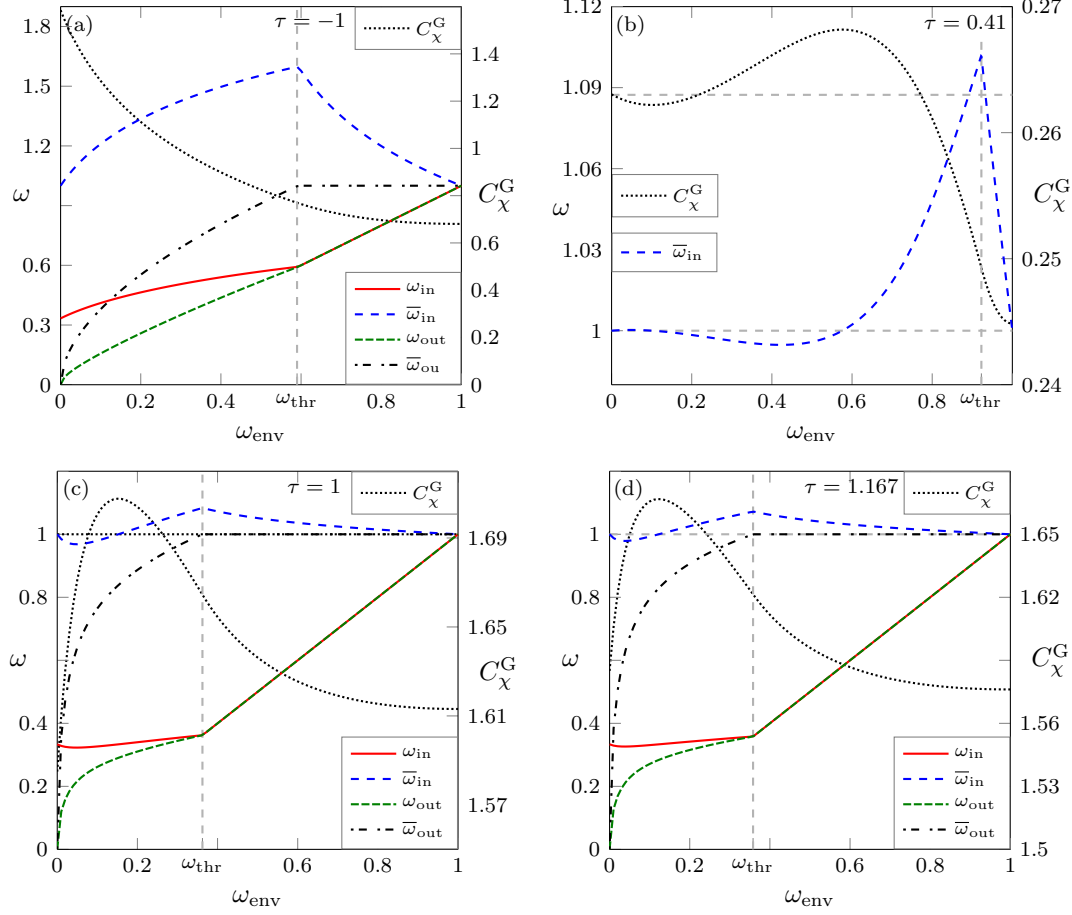 (a)
τ = −1
C_χ^G
1.8
1.5
1.2
ω
0.9
0.6
0.3
0
1.4
1.2
1
C_χ^G
0.6
0.4
0.2
0
ω_in
ω̅_in
ω_out
ω̅_ou
0
0.2
0.4
ω_thr
0.8
1
ω_env
(b)
τ = 0.41
1.12
1.09
1.06
ω
1.03
1
0.27
0.26
C_χ^G
0.25
0.24
C_χ^G
ω̅_in
0
0.2
0.4
0.6
0.8
ω_thr
1
ω_env
(c)
τ = 1
C_χ^G
1
0.8
ω
0.6
0.4
0.2
0
1.69
1.65
C_χ^G
1.61
1.57
ω_in
ω̅_in
ω_out
ω̅_out
0
0.2
ω_thr
0.6
0.8
1
ω_env
(d)
τ = 1.167
C_χ^G
1
0.8
ω
0.6
0.4
0.2
0
1.65
1.62
C_χ^G
1.56
1.53
1.5
ω_in
ω̅_in
ω_out
ω̅_out
0
0.2
ω_thr
0.6
0.8
1
ω_env